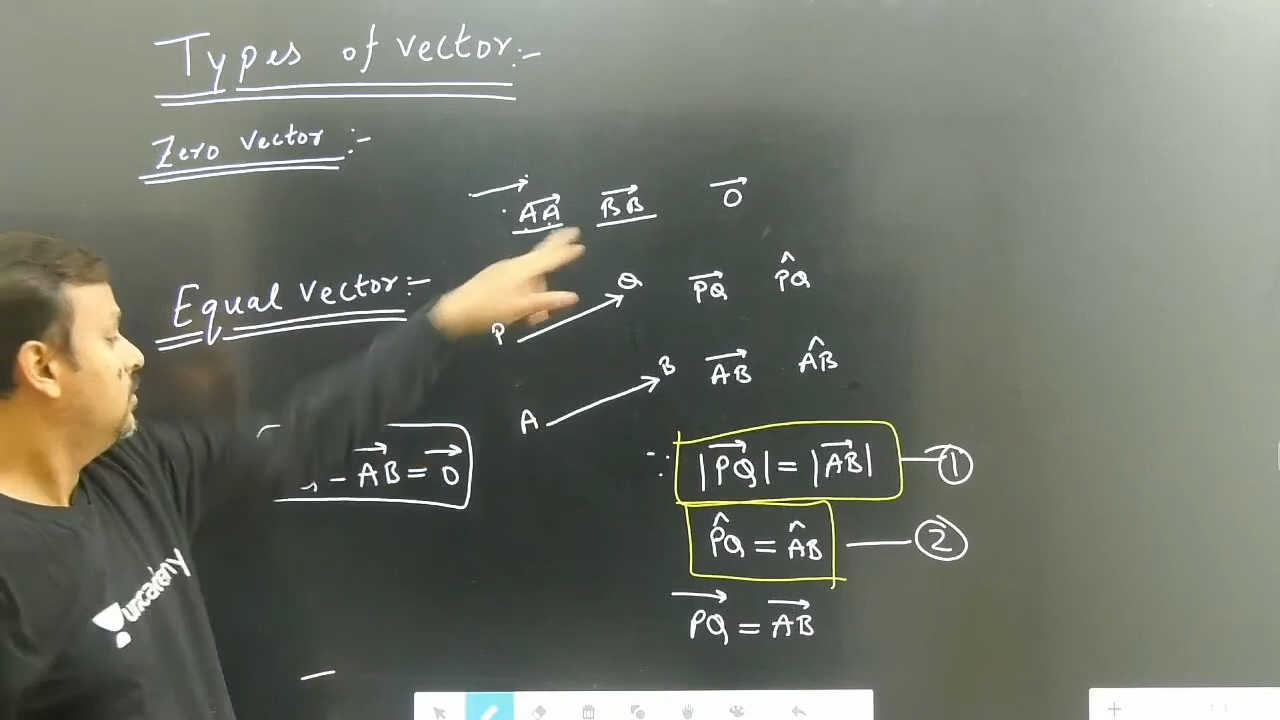 Types of vector:-
Zero vector :-
→ AA⃗ BB⃗ 0⃗
Equal vector:-
P Q PQ⃗ P̂Q
A B AB⃗ ÂB
- AB⃗ = 0⃗
∵ |PQ⃗| = |AB⃗| — ①
P̂Q = ÂB — ②
PQ⃗ = AB⃗
unacademy